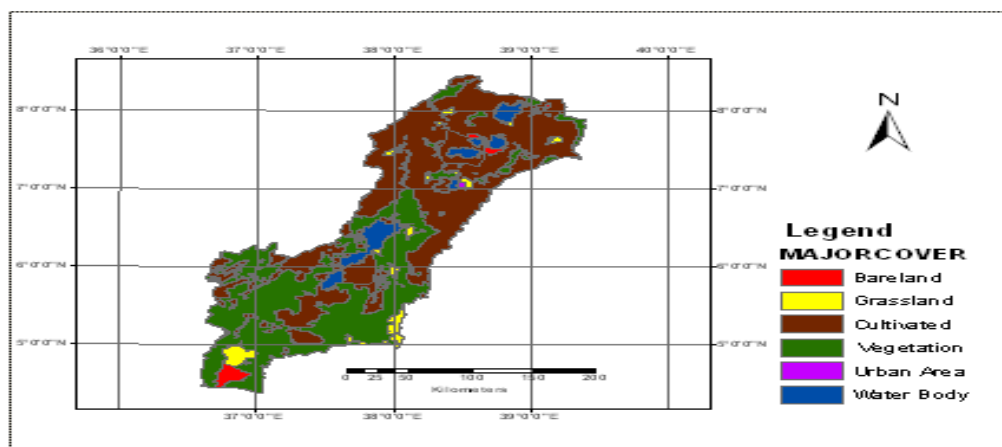 36°0'0"E 37°0'0"E 38°0'0"E 39°0'0"E 40°0'0"E
8°0'0"N 8°0'0"N
7°0'0"N 7°0'0"N
6°0'0"N 6°0'0"N
5°0'0"N 5°0'0"N
37°0'0"E 38°0'0"E 39°0'0"E
N
Legend
MAJORCOVER
Bareland
Grassland
Cultivated
Vegetation
Urban Area
Water Body
0 25 50 100 150 200
Kilometers